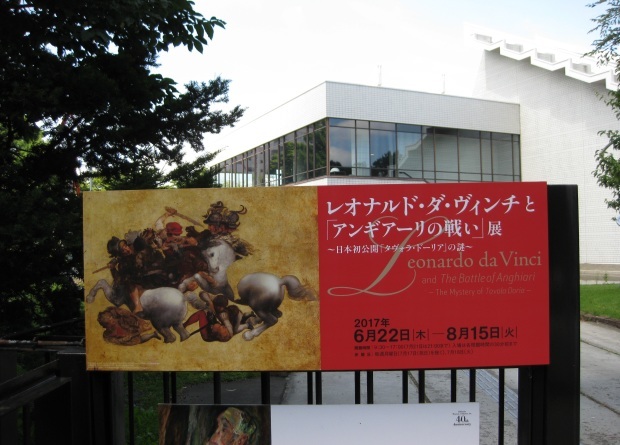 レオナルド・ダ・ヴィンチと
「アンギアーリの戦い」展
～日本初公開「タヴォラ・ドーリア」の謎～
Leonardo da Vinci
and The Battle of Anghiari
～The Mystery of Tavola Doria～
2017年
6月22日[木]―8月15日[火]
40th